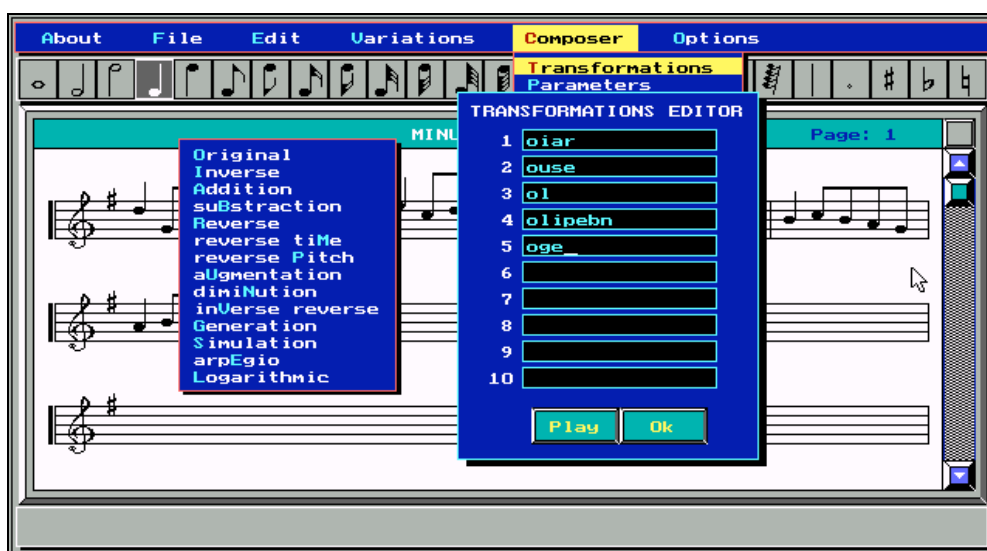 About File Edit Variations Composer Options
Transformations
Parameters
TRANSFORMATIONS EDITOR
MINU
Page: 1
Original
Inverse
Addition
suBstraction
Reverse
reverse tiMe
reverse Pitch
aUgmentation
dimiNution
inVerse reverse
Generation
Simulation
arpEgio
Logarithmic
1 oiar
2 ouse
3 ol
4 olipebn
5 oge_
6
7
8
9
10
Play Ok